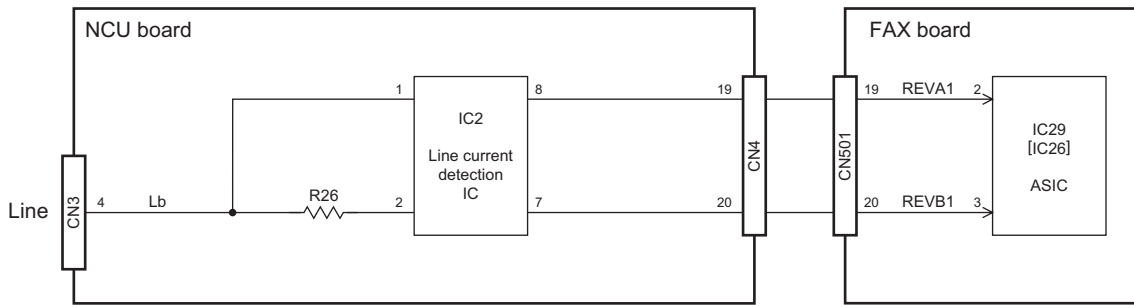 NCU board
FAX board
1
8
19
19
REVA1
2
IC2
Line current
detection
IC
IC29
[IC26]
ASIC
CN4
CN501
Line
CN3
4
Lb
R26
2
7
20
20
REVB1
3